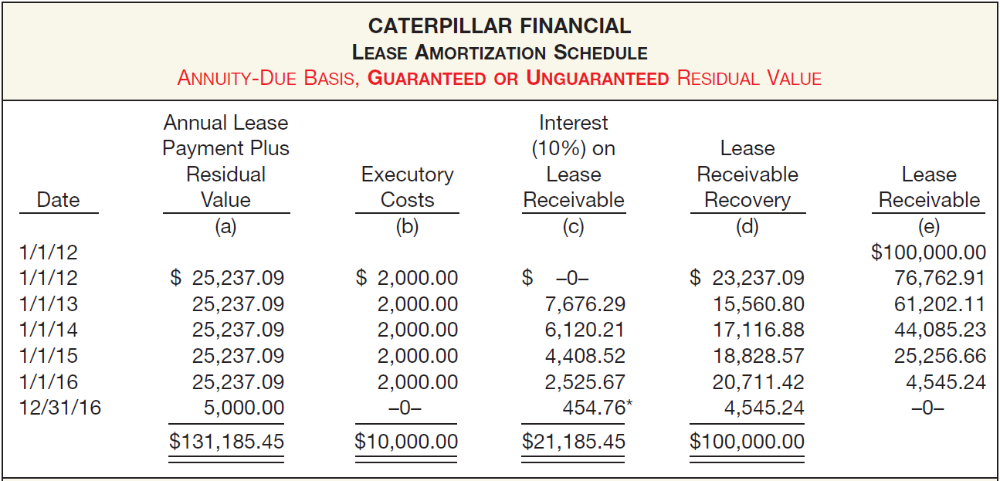 CATERPILLAR FINANCIAL
LEASE AMORTIZATION SCHEDULE
ANNUITY-DUE BASIS, GUARANTEED OR UNGUARANTEED RESIDUAL VALUE
Annual Lease Interest
Payment Plus (10%) on Lease
Residual Executory Lease Receivable Lease
Date Value Costs Receivable Recovery Receivable
(a) (b) (c) (d) (e)
1/1/12 $100,000.00
1/1/12 $ 25,237.09 $ 2,000.00 $ –0– $ 23,237.09 76,762.91
1/1/13 25,237.09 2,000.00 7,676.29 15,560.80 61,202.11
1/1/14 25,237.09 2,000.00 6,120.21 17,116.88 44,085.23
1/1/15 25,237.09 2,000.00 4,408.52 18,828.57 25,256.66
1/1/16 25,237.09 2,000.00 2,525.67 20,711.42 4,545.24
12/31/16 5,000.00 –0– 454.76* 4,545.24 –0–
$131,185.45 $10,000.00 $21,185.45 $100,000.00